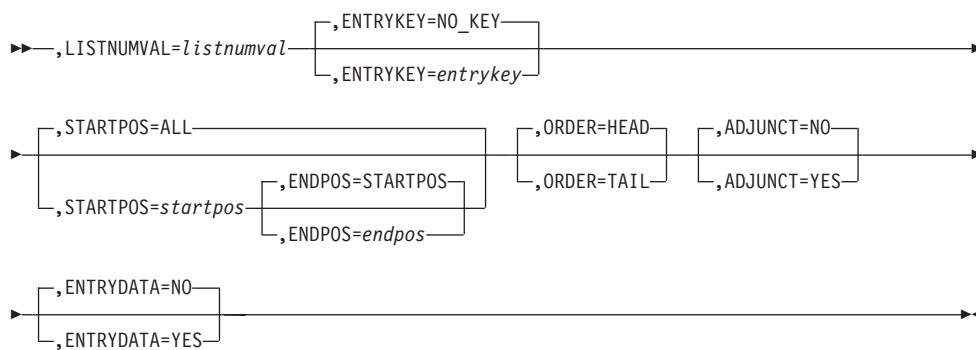 ,ENTRYKEY=NO_KEY
,LISTNUMVAL=listnumval
,ENTRYKEY=entrykey
,STARTPOS=ALL
,ORDER=HEAD
,ADJUNCT=NO
,ENDPOS=STARTPOS
,ORDER=TAIL
,ADJUNCT=YES
,STARTPOS=startpos
,ENDPOS=endpos
,ENTRYDATA=NO
,ENTRYDATA=YES